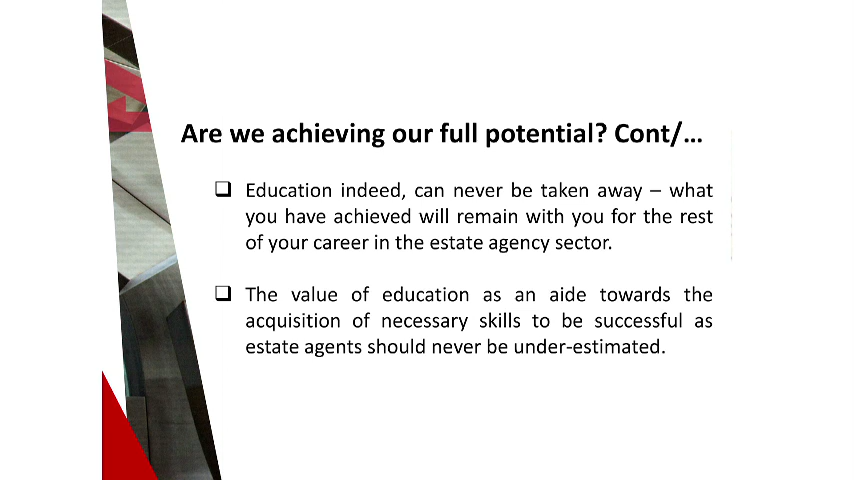 Are we achieving our full potential? Cont/…
❑ Education indeed, can never be taken away – what
you have achieved will remain with you for the rest
of your career in the estate agency sector.
❑ The value of education as an aide towards the
acquisition of necessary skills to be successful as
estate agents should never be under-estimated.